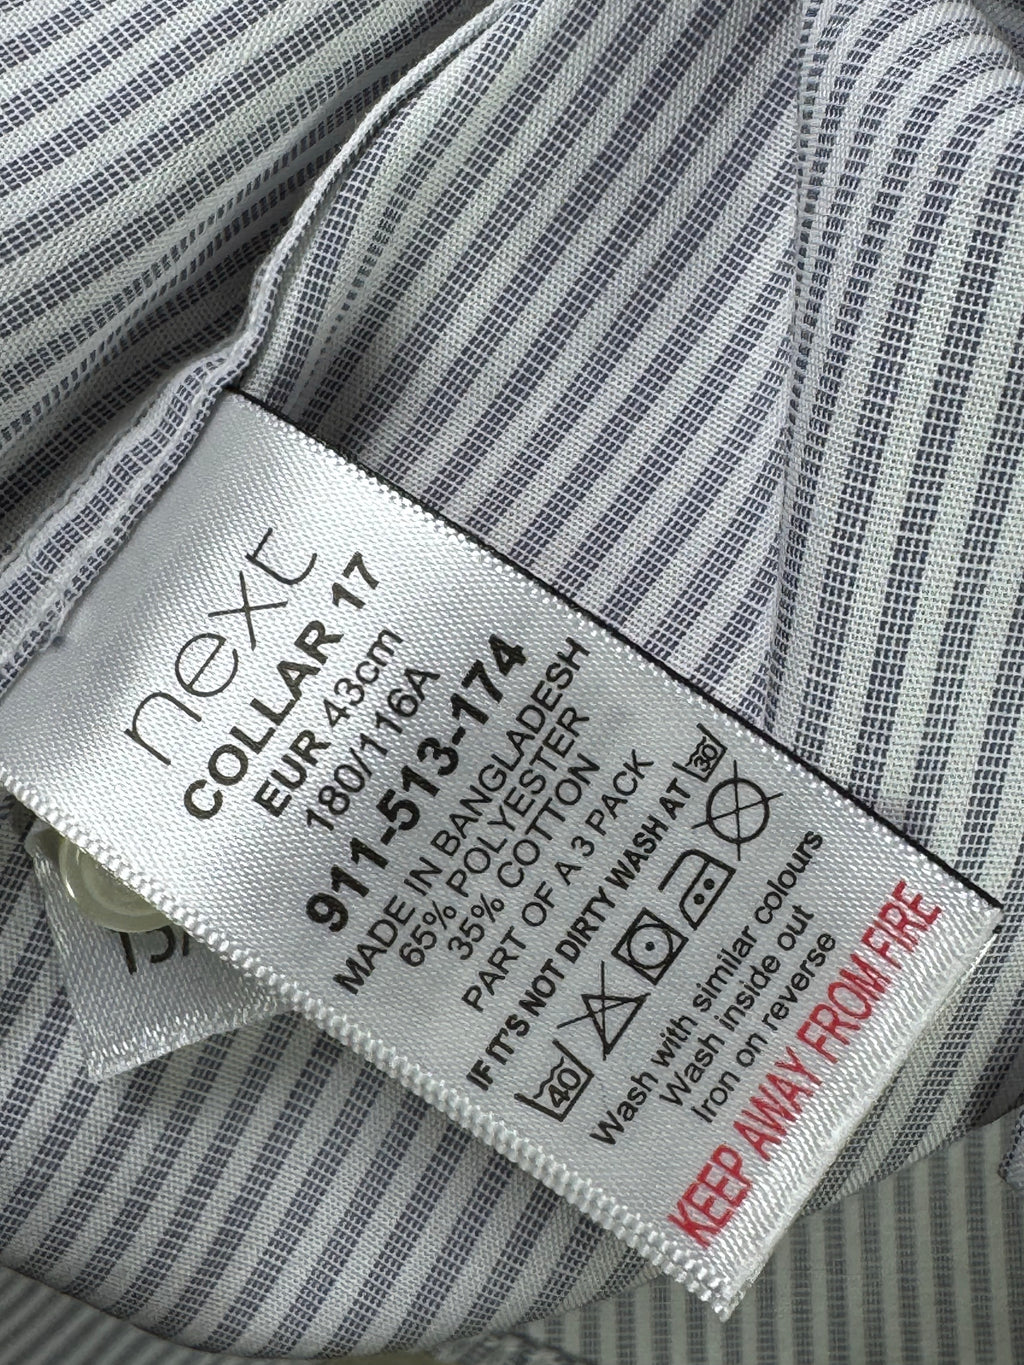 next
COLLAR 17
EUR 43cm
180/116A
911-513-174
MADE IN BANGLADESH
65% POLYESTER
35% COTTON
PART OF A 3 PACK
IF IT'S NOT DIRTY WASH AT 30
40
Wash with similar colours
Wash inside out
Iron on reverse
KEEP AWAY FROM FIRE